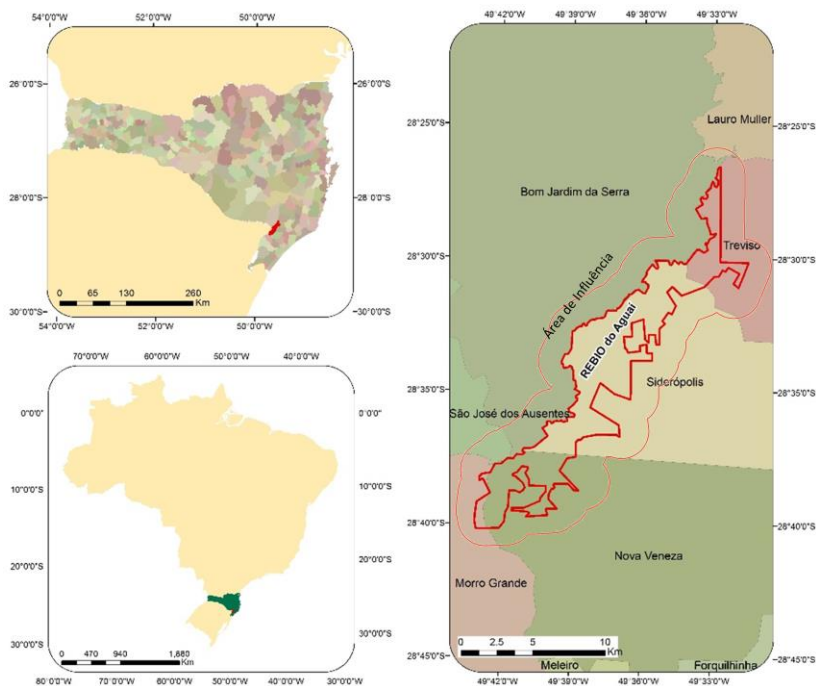 52°0'0"O
50°0'0"O
54°0'0"O
52°0'0"O
50°0'0"O
26°0'0"S
28°0'0"S
30°0'0"S
26°0'0"S
28°0'0"S
30°0'0"S
0 65 130 260
Km
70°0'0"O
60°0'0"O
50°0'0"O
40°0'0"O
80°0'0"O
70°0'0"O
60°0'0"O
50°0'0"O
40°0'0"O
30°0'0"O
0°0'0"
10°0'0"S
20°0'0"S
30°0'0"S
0°0'0"S
10°0'0"S
20°0'0"S
30°0'0"S
0 470 940 1,880
Km
49°42'0"O
49°39'0"O
49°36'0"O
49°33'0"O
28°25'0"S
28°30'0"S
28°35'0"S
28°40'0"S
28°45'0"S
28°25'0"S
28°30'0"S
28°35'0"S
28°40'0"S
28°45'0"S
Lauro Muller
Bom Jardim da Serra
Treviso
Área de Influência
REBIO do Aguaí
Siderópolis
São José dos Ausentes
Nova Veneza
Morro Grande
Meleiro
Forquilhinha
0 2.5 5 10
Km
49°42'0"O
49°39'0"O
49°36'0"O
49°33'0"O